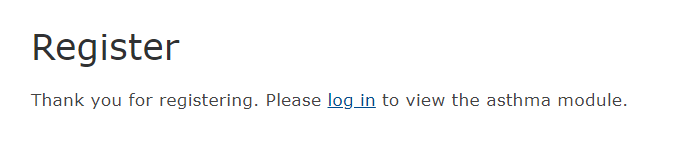 Register
Thank you for registering. Please log in to view the asthma module.